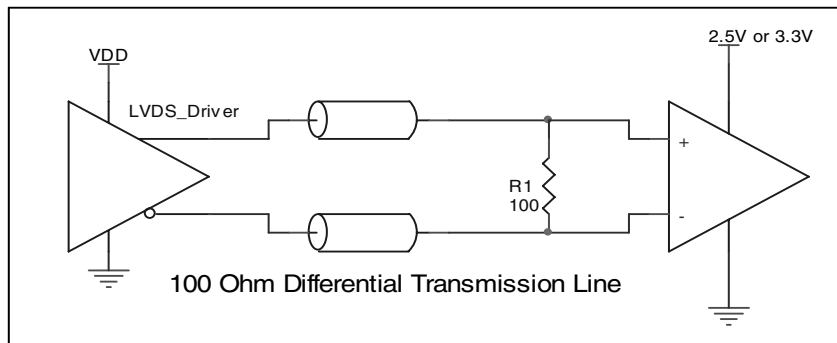 VDD
2.5V or 3.3V
LVDS_Driver
+
R1
100
-
100 Ohm Differential Transmission Line